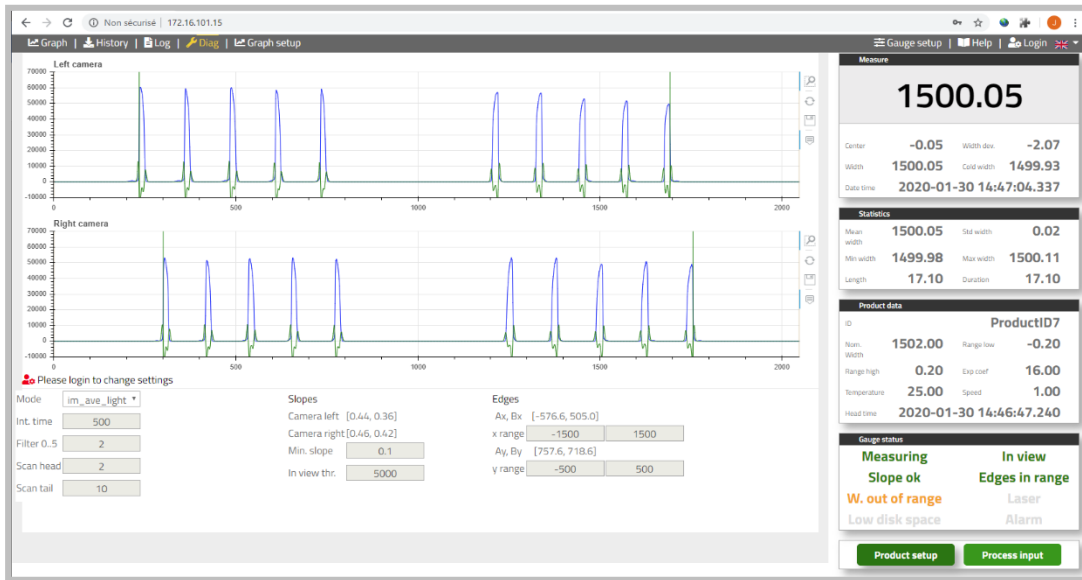 Non sécurisé | 172.16.101.15
Graph | History | Log | Diag | Graph setup
Gauge setup | Help | Login
Left camera
70000
60000
50000
40000
30000
20000
10000
0
-10000
0 500 1000 1500 2000
Right camera
70000
60000
50000
40000
30000
20000
10000
0
-10000
0 500 1000 1500 2000
Please login to change settings
Mode im_ave_light
Int. time 500
Filter 0..5 2
Scan head 2
Scan tail 10
Slopes
Camera left [0.44, 0.36]
Camera right [0.46, 0.42]
Min. slope 0.1
In view thr. 5000
Edges
Ax, Bx [-576.6, 505.0]
x range -1500 1500
Ay, By [757.6, 718.6]
y range -500 500
Measure
1500.05
Center -0.05 Width dev. -2.07
Width 1500.05 Cold width 1499.93
Date time 2020-01-30 14:47:04.337
Statistics
Mean width 1500.05 Std width 0.02
Min width 1499.98 Max width 1500.11
Length 17.10 Duration 17.10
Product data
ID ProductID7
Nom. Width 1502.00 Range low -0.20
Range high 0.20 Exp coef 16.00
Temperature 25.00 Speed 1.00
Head time 2020-01-30 14:46:47.240
Gauge status
Measuring In view
Slope ok Edges in range
W. out of range Laser
Low disk space Alarm
Product setup Process input